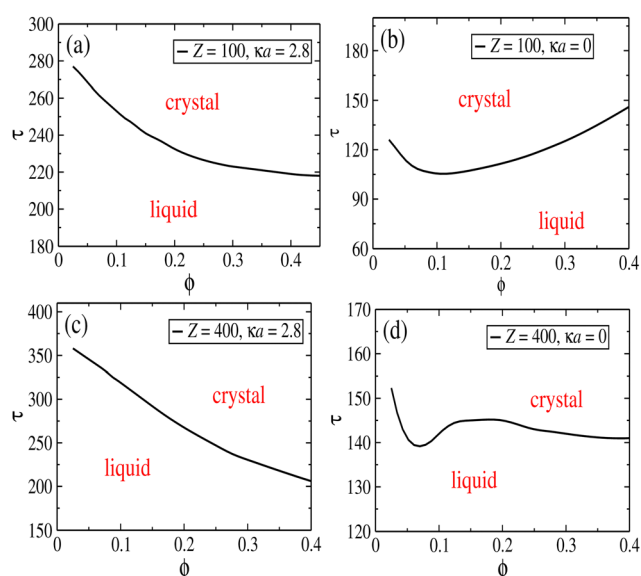 300
280
260
240
220
200
180
τ
(a)
Z = 100, κa = 2.8
crystal
liquid
0
0.1
0.2
0.3
0.4
ϕ
180
150
120
90
60
τ
(b)
Z = 100, κa = 0
crystal
liquid
0
0.1
0.2
0.3
0.4
ϕ
400
350
300
250
200
150
τ
(c)
Z = 400, κa = 2.8
crystal
liquid
0
0.1
0.2
0.3
0.4
ϕ
170
160
150
140
130
120
τ
(d)
Z = 400, κa = 0
crystal
liquid
0
0.1
0.2
0.3
0.4
ϕ